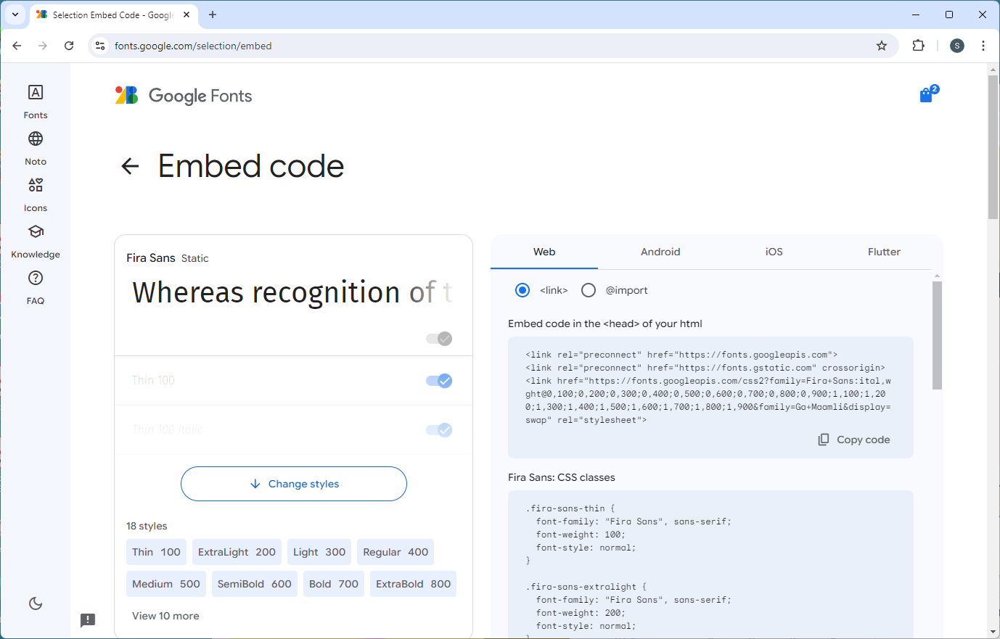 Selection Embed Code - Google
fonts.google.com/selection/embed
S
Fonts
Noto
Icons
Knowledge
FAQ
Google Fonts
2
Embed code
Fira Sans Static
Whereas recognition of t
Thin 100
Thin 100 Italic
Change styles
18 styles
Thin 100 ExtraLight 200 Light 300 Regular 400
Medium 500 SemiBold 600 Bold 700 ExtraBold 800
View 10 more
Web Android iOS Flutter
<link> @import
Embed code in the <head> of your html
<link rel="preconnect" href="https://fonts.googleapis.com">
<link rel="preconnect" href="https://fonts.gstatic.com" crossorigin>
<link href="https://fonts.googleapis.com/css2?family=Fira+Sans:ital,w
ght@0,100;0,200;0,300;0,400;0,500;0,600;0,700;0,800;0,900;1,100;1,20
0;1,300;1,400;1,500;1,600;1,700;1,800;1,900&family=Ga+Maamli&display=
swap" rel="stylesheet">
Copy code
Fira Sans: CSS classes
.fira-sans-thin {
font-family: "Fira Sans", sans-serif;
font-weight: 100;
font-style: normal;
}
.fira-sans-extralight {
font-family: "Fira Sans", sans-serif;
font-weight: 200;
font-style: normal;
}